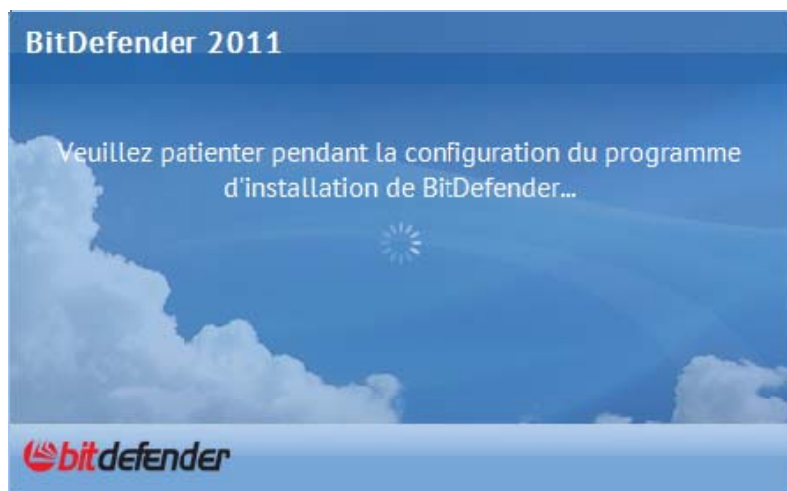 BitDefender 2011
Veuillez patienter pendant la configuration du programme
d'installation de BitDefender...
bitdefender